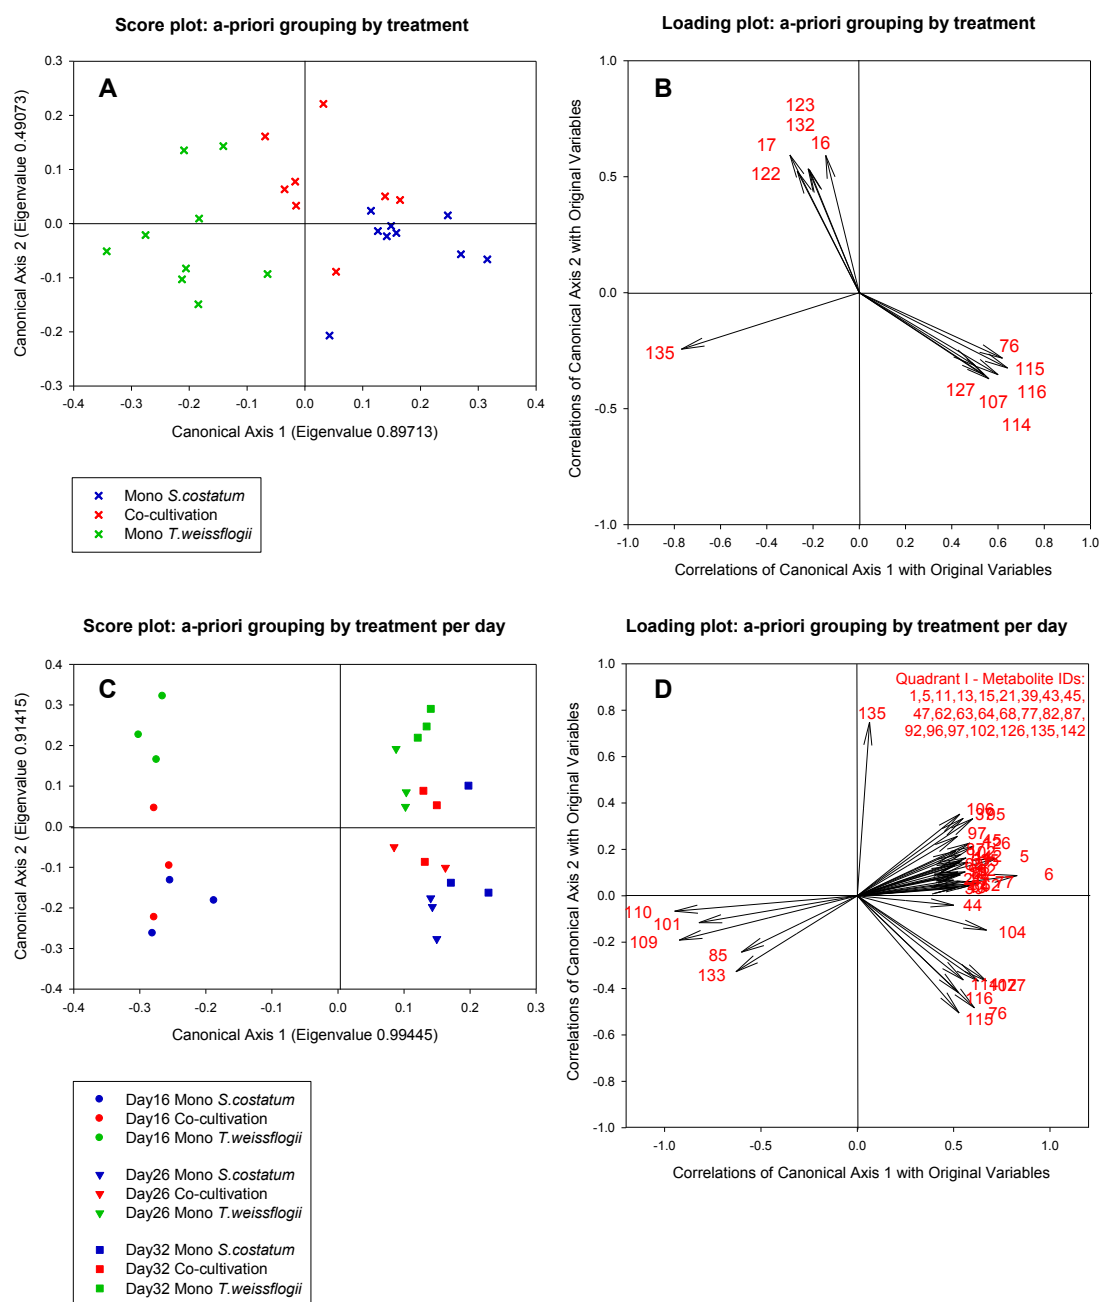 Score plot: a-priori grouping by treatment
A
0.3
0.2
0.1
0.0
-0.1
-0.2
-0.3
-0.4 -0.3 -0.2 -0.1 0.0 0.1 0.2 0.3 0.4
Canonical Axis 2 (Eigenvalue 0.49073)
Canonical Axis 1 (Eigenvalue 0.89713)
Mono S.costatum
Co-cultivation
Mono T.weissflogii
Loading plot: a-priori grouping by treatment
B
1.0
0.5
0.0
-0.5
-1.0
-1.0 -0.8 -0.6 -0.4 -0.2 0.0 0.2 0.4 0.6 0.8 1.0
Correlations of Canonical Axis 2 with Original Variables
Correlations of Canonical Axis 1 with Original Variables
123
132
17 16
122
135
76
115
127 107 116
114
Score plot: a-priori grouping by treatment per day
C
0.4
0.3
0.2
0.1
0.0
-0.1
-0.2
-0.3
-0.4
-0.4 -0.3 -0.2 -0.1 0.0 0.1 0.2 0.3
Canonical Axis 2 (Eigenvalue 0.91415)
Canonical Axis 1 (Eigenvalue 0.99445)
Day16 Mono S.costatum
Day16 Co-cultivation
Day16 Mono T.weissflogii
Day26 Mono S.costatum
Day26 Co-cultivation
Day26 Mono T.weissflogii
Day32 Mono S.costatum
Day32 Co-cultivation
Day32 Mono T.weissflogii
Loading plot: a-priori grouping by treatment per day
D
Quadrant I - Metabolite IDs:
1,5,11,13,15,21,39,43,45,
47,62,63,64,68,77,82,87,
92,96,97,102,126,135,142
1.0
0.8
0.6
0.4
0.2
0.0
-0.2
-0.4
-0.6
-0.8
-1.0
-1.0 -0.5 0.0 0.5 1.0
Correlations of Canonical Axis 2 with Original Variables
Correlations of Canonical Axis 1 with Original Variables
135
106
97
5
6
77
44
104
110
101
109
85
133
116
76
115